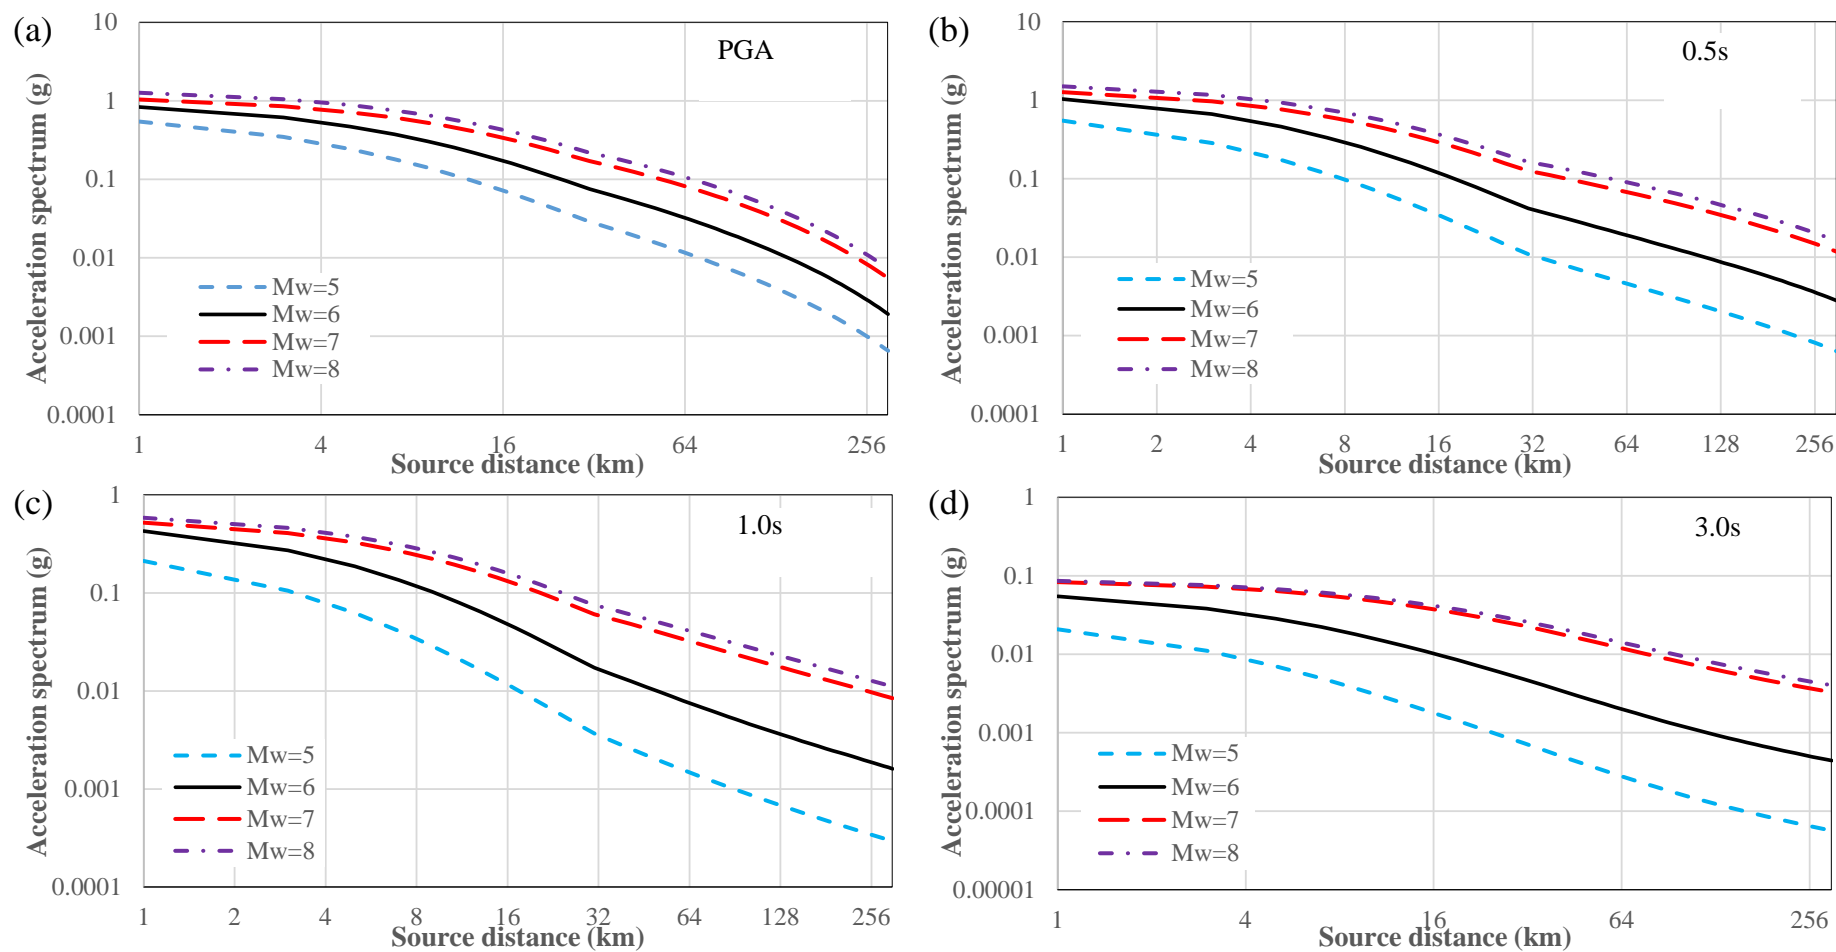 (a)
PGA
Acceleration spectrum (g
10
1
0.1
0.01
0.001
0.0001
Mw=5
Mw=6
Mw=7
Mw=8
1 4 16 64 256
Source distance (km)
(b)
0.5s
Acceleration spectrum (g
10
1
0.1
0.01
0.001
0.0001
Mw=5
Mw=6
Mw=7
Mw=8
1 2 4 8 16 32 64 128 256
Source distance (km)
(c)
1.0s
Acceleration spectrum (g
1
0.1
0.01
0.001
0.0001
Mw=5
Mw=6
Mw=7
Mw=8
1 2 4 8 16 32 64 128 256
Source distance (km)
(d)
3.0s
Acceleration spectrum (g
1
0.1
0.01
0.001
0.0001
0.00001
Mw=5
Mw=6
Mw=7
Mw=8
1 4 16 64 256
Source distance (km)